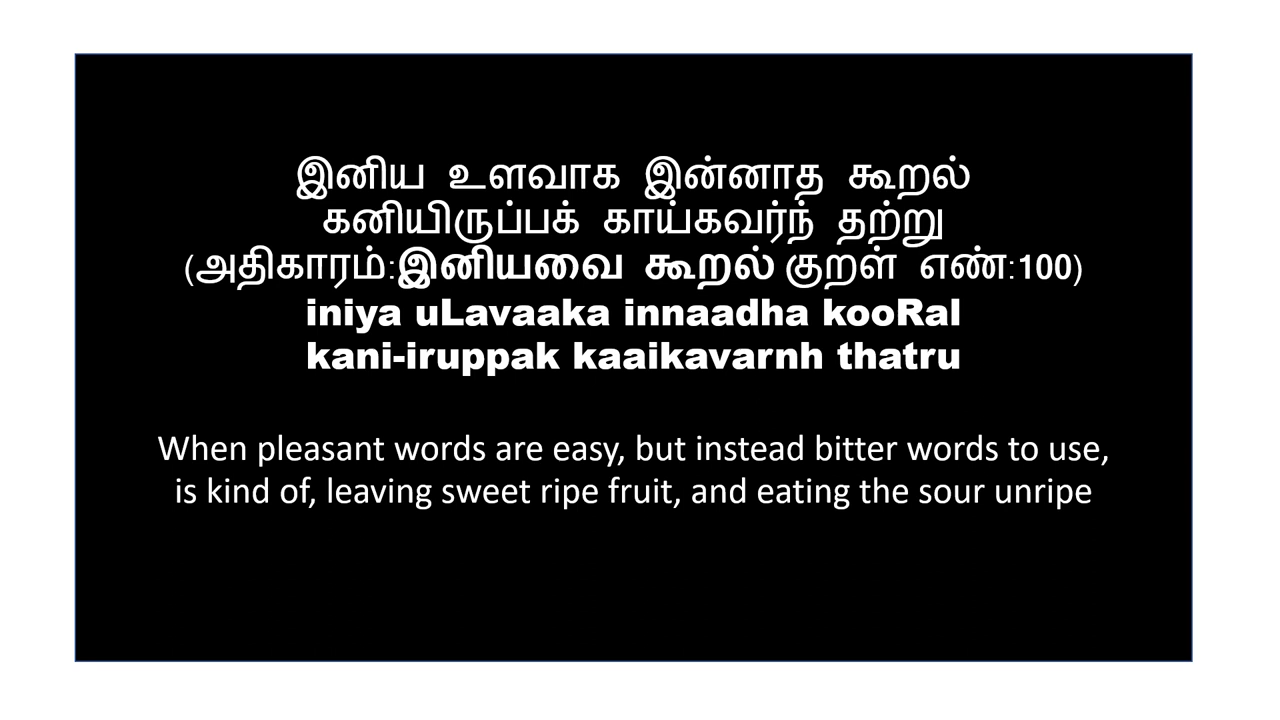 இனிய உளவாக இன்னாத கூறல்
கனியிருப்பக் காய்கவர்ந் தற்று
(அதிகாரம்:இனியவை கூறல் குறள் எண்:100)
iniya uLavaaka innaadha kooRal
kani-iruppak kaaikavarnh thatru
When pleasant words are easy, but instead bitter words to use,
is kind of, leaving sweet ripe fruit, and eating the sour unripe